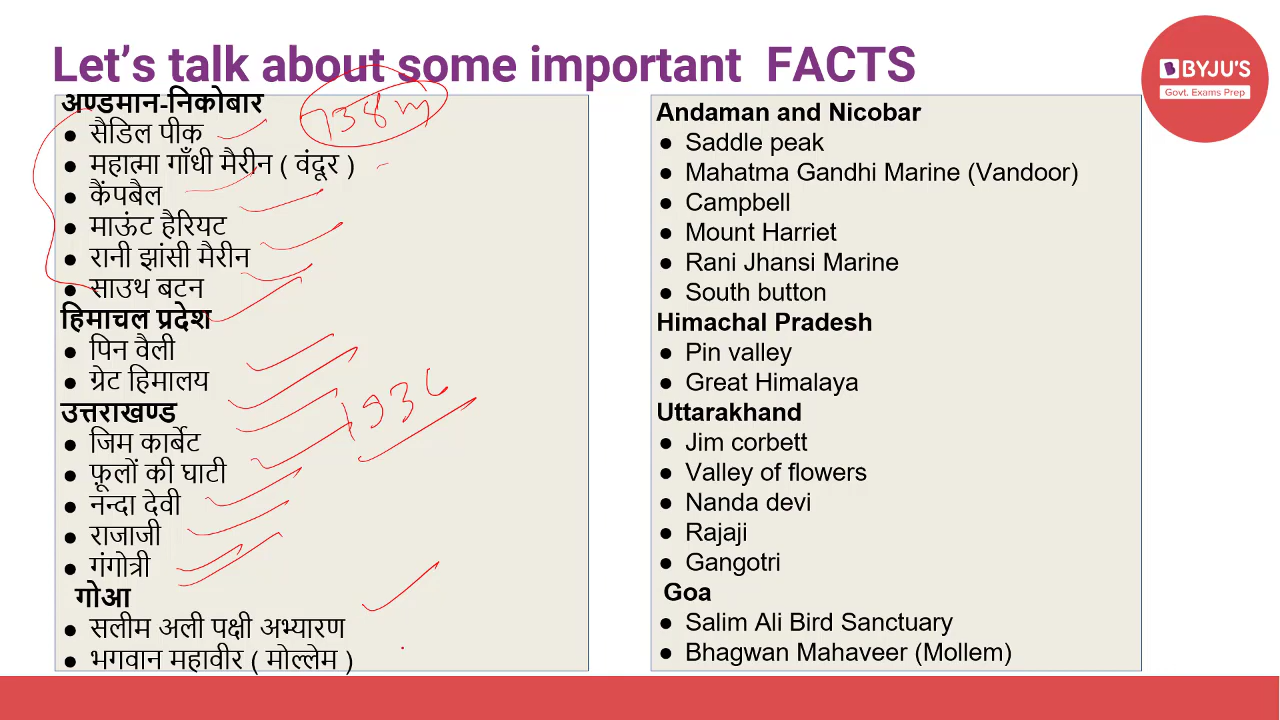 Let's talk about some important FACTS
BYJU'S
Govt. Exams Prep
अण्डमान-निकोबार
738 m
● सैडिल पीक
● महात्मा गाँधी मैरीन ( वंदूर )
● कैंपबैल
● माऊंट हैरियट
● रानी झांसी मैरीन
● साउथ बटन
हिमाचल प्रदेश
● पिन वैली
● ग्रेट हिमालय
उत्तराखण्ड
1936
● जिम कार्बेट
● फ़ूलों की घाटी
● नन्दा देवी
● राजाजी
● गंगोत्री
गोआ
● सलीम अली पक्षी अभ्यारण
● भगवान महावीर ( मोल्लेम )
Andaman and Nicobar
● Saddle peak
● Mahatma Gandhi Marine (Vandoor)
● Campbell
● Mount Harriet
● Rani Jhansi Marine
● South button
Himachal Pradesh
● Pin valley
● Great Himalaya
Uttarakhand
● Jim corbett
● Valley of flowers
● Nanda devi
● Rajaji
● Gangotri
Goa
● Salim Ali Bird Sanctuary
● Bhagwan Mahaveer (Mollem)